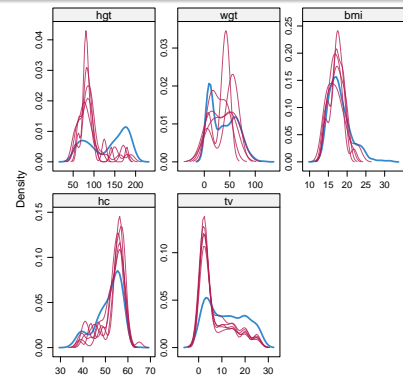 hgt
wgt
bmi
0.00 0.01 0.02 0.03 0.04
0.00 0.01 0.02 0.03
0.00 0.05 0.10 0.15 0.20 0.25
50 100 150 200
0 50 100
10 15 20 25 30
Density
hc
tv
0.00 0.05 0.10 0.15
0.00 0.05 0.10
30 40 50 60 70
0 10 20 30